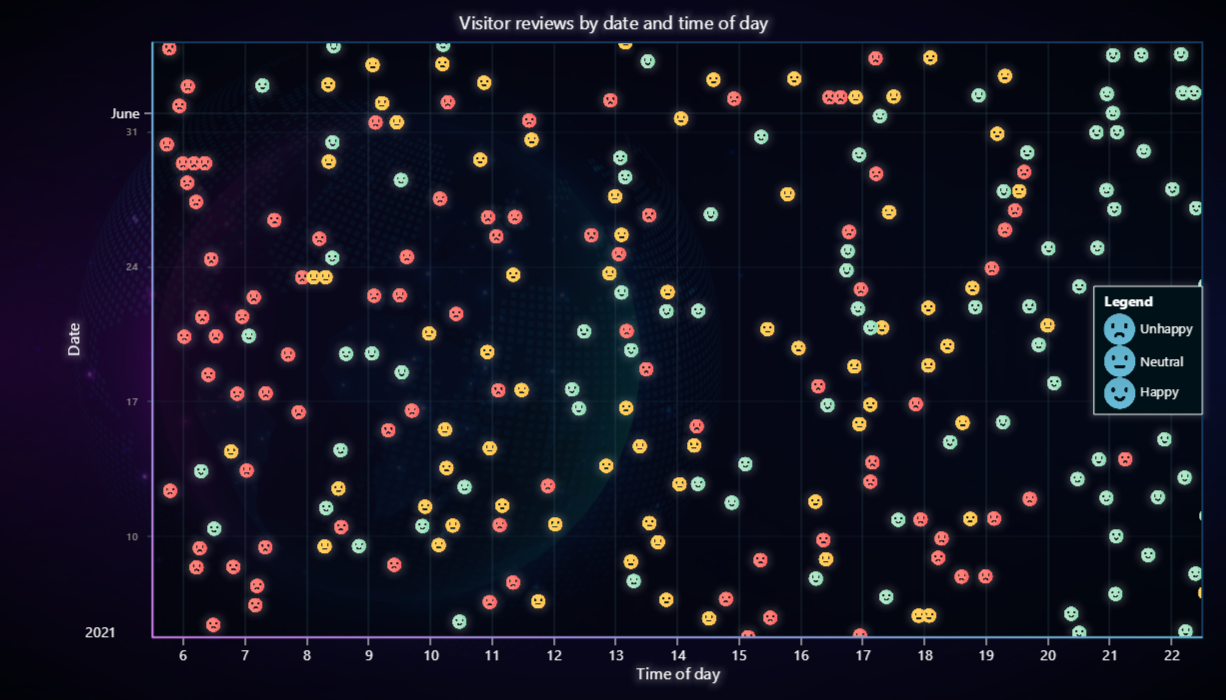 Visitor reviews by date and time of day
June
31
24
17
10
2021
Date
Legend
Unhappy
Neutral
Happy
6 7 8 9 10 11 12 13 14 15 16 17 18 19 20 21 22
Time of day